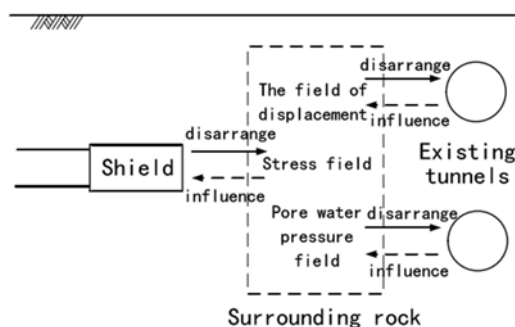 disarrange
The field of
displacement
influence
disarrange
Shield
Stress field
influence
Existing
tunnels
Pore water
disarrange
pressure
field
influence
Surrounding rock